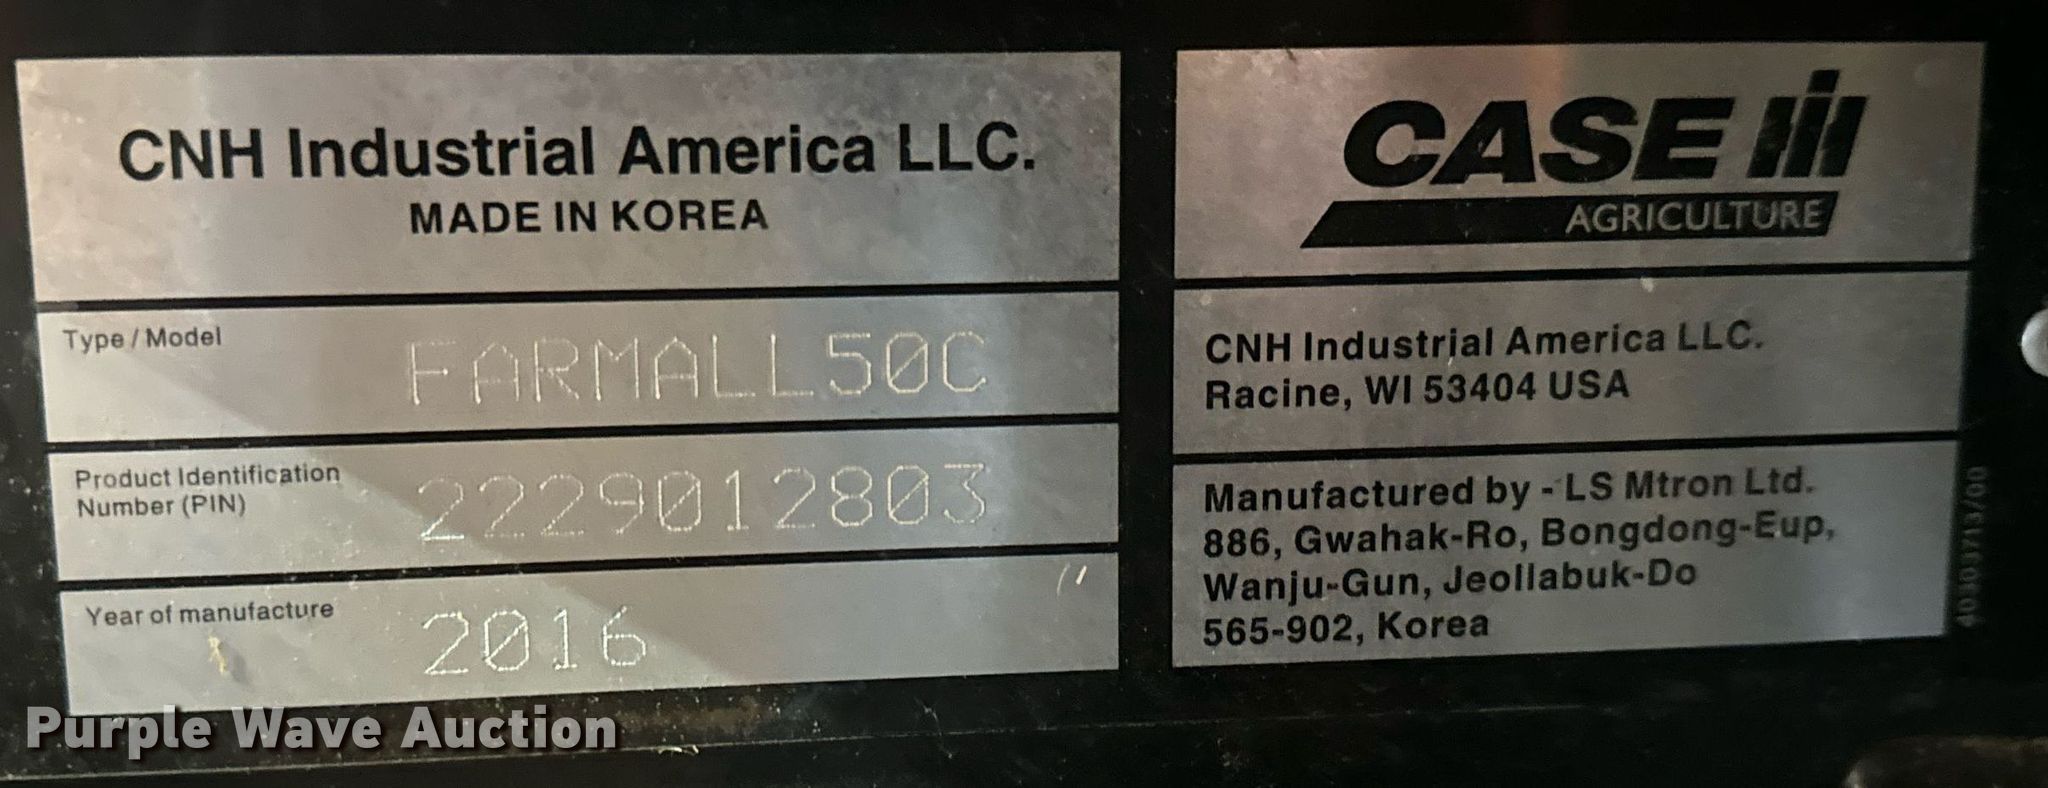 CNH Industrial America LLC.
MADE IN KOREA
Type / Model
FARMALL50C
Product Identification
Number (PIN)
2229012803
Year of manufacture
2016
CASE IH
AGRICULTURE
CNH Industrial America LLC.
Racine, WI 53404 USA
Manufactured by - LS Mtron Ltd.
886, Gwahak-Ro, Bongdong-Eup,
Wanju-Gun, Jeollabuk-Do
565-902, Korea
Purple Wave Auction